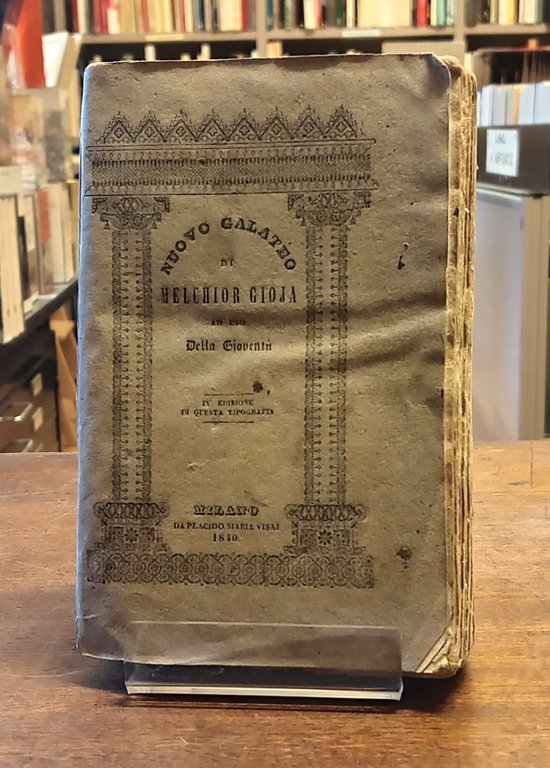 NUOVO GALATEO
DI
MELCHIOR GIOJA
AD USO
Della Gioventù
IV EDIZIONE
DI QUESTA TIPOGRAFIA
MILANO
DA PLACIDO MARIA VISAJ
1840.